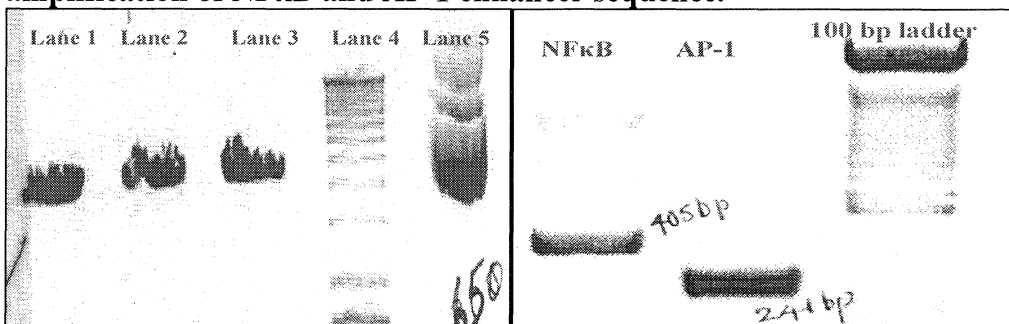 amplification of NFκB and AP-1 enhancer sequence.
Lane 1 Lane 2 Lane 3 Lane 4 Lane 5
650
NFκB AP-1 100 bp ladder
405bp
241bp